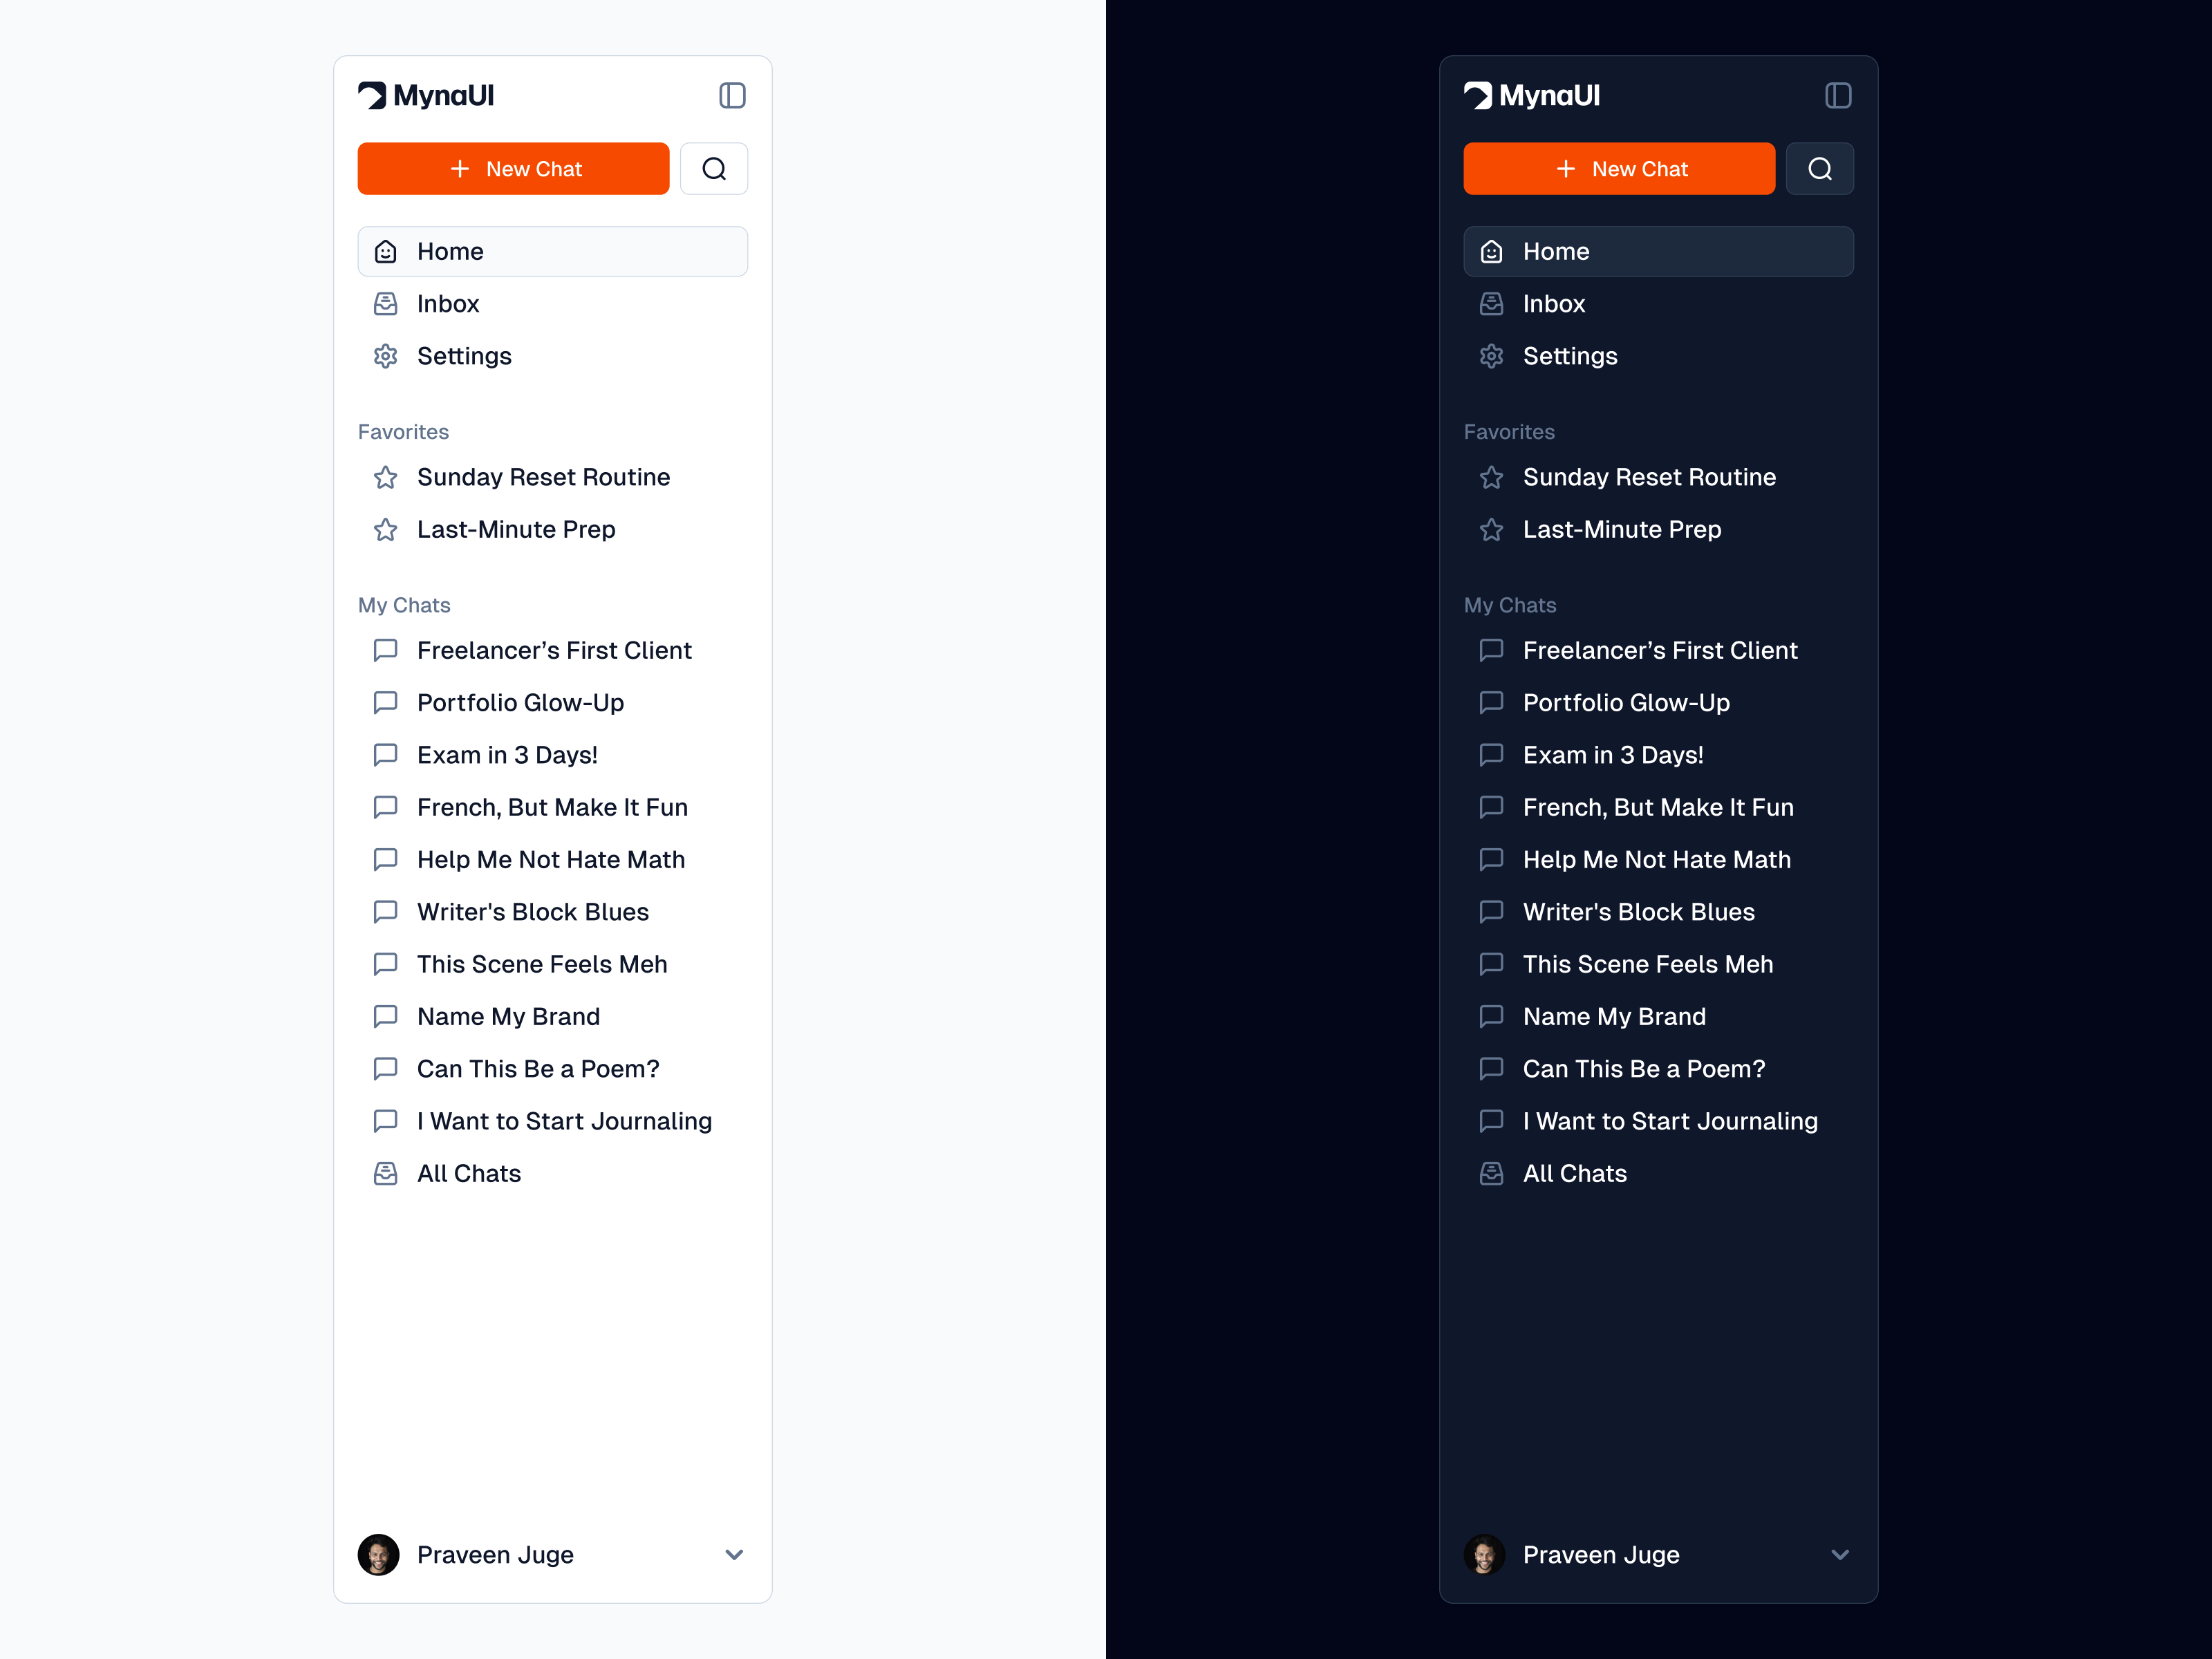 MynaUI
New Chat
Home
Inbox
Settings
Favorites
Sunday Reset Routine
Last-Minute Prep
My Chats
Freelancer’s First Client
Portfolio Glow-Up
Exam in 3 Days!
French, But Make It Fun
Help Me Not Hate Math
Writer's Block Blues
This Scene Feels Meh
Name My Brand
Can This Be a Poem?
I Want to Start Journaling
All Chats
Praveen Juge
MynaUI
New Chat
Home
Inbox
Settings
Favorites
Sunday Reset Routine
Last-Minute Prep
My Chats
Freelancer’s First Client
Portfolio Glow-Up
Exam in 3 Days!
French, But Make It Fun
Help Me Not Hate Math
Writer's Block Blues
This Scene Feels Meh
Name My Brand
Can This Be a Poem?
I Want to Start Journaling
All Chats
Praveen Juge